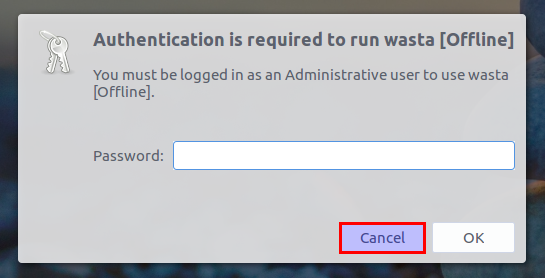 Authentication is required to run wasta [Offline]
You must be logged in as an Administrative user to use wasta
[Offline].
Password:
Cancel OK